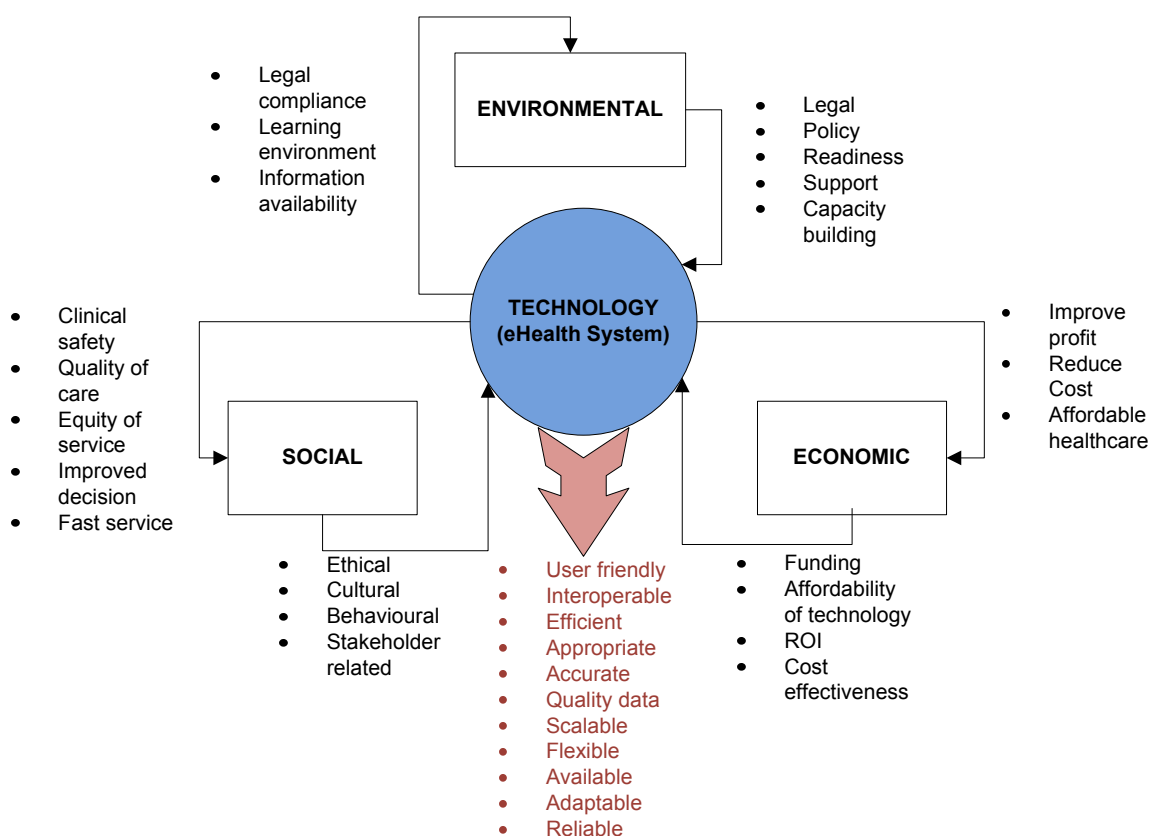 • Legal
compliance
• Learning
environment
• Information
availability
ENVIRONMENTAL
• Legal
• Policy
• Readiness
• Support
• Capacity
building
TECHNOLOGY
(eHealth System)
• Clinical
safety
• Quality of
care
• Equity of
service
• Improved
decision
• Fast service
SOCIAL
ECONOMIC
• Improve
profit
• Reduce
Cost
• Affordable
healthcare
• Ethical
• Cultural
• Behavioural
• Stakeholder
related
• User friendly
• Interoperable
• Efficient
• Appropriate
• Accurate
• Quality data
• Scalable
• Flexible
• Available
• Adaptable
• Reliable
• Funding
• Affordability
of technology
• ROI
• Cost
effectiveness